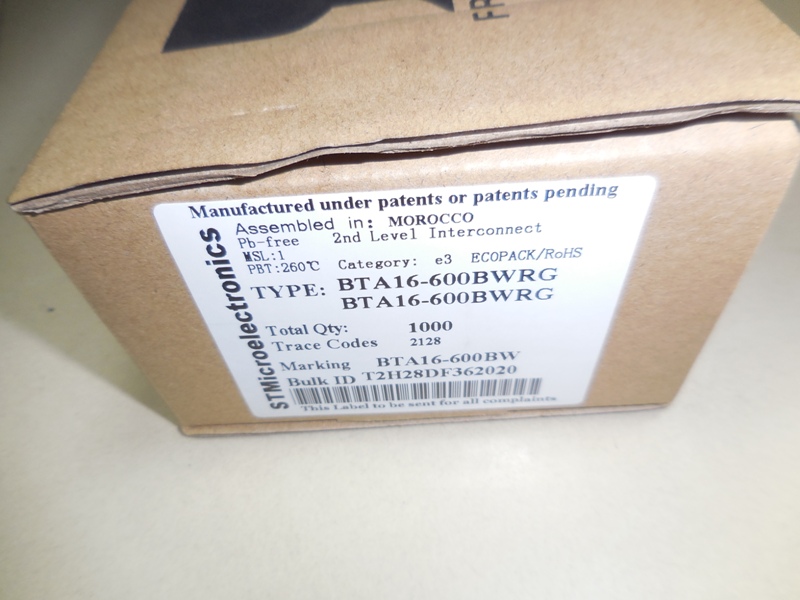 FR
Manufactured under patents or patents pending
Assembled in: MOROCCO
Pb-free 2nd Level Interconnect
MSL:1
PBT:260℃ Category: e3 ECOPACK/RoHS
TYPE: BTA16-600BWRG
BTA16-600BWRG
Total Qty: 1000
Trace Codes 2128
Marking BTA16-600BW
Bulk ID T2H28DF362020
This Label to be sent for all complaints
STMicroelectronics